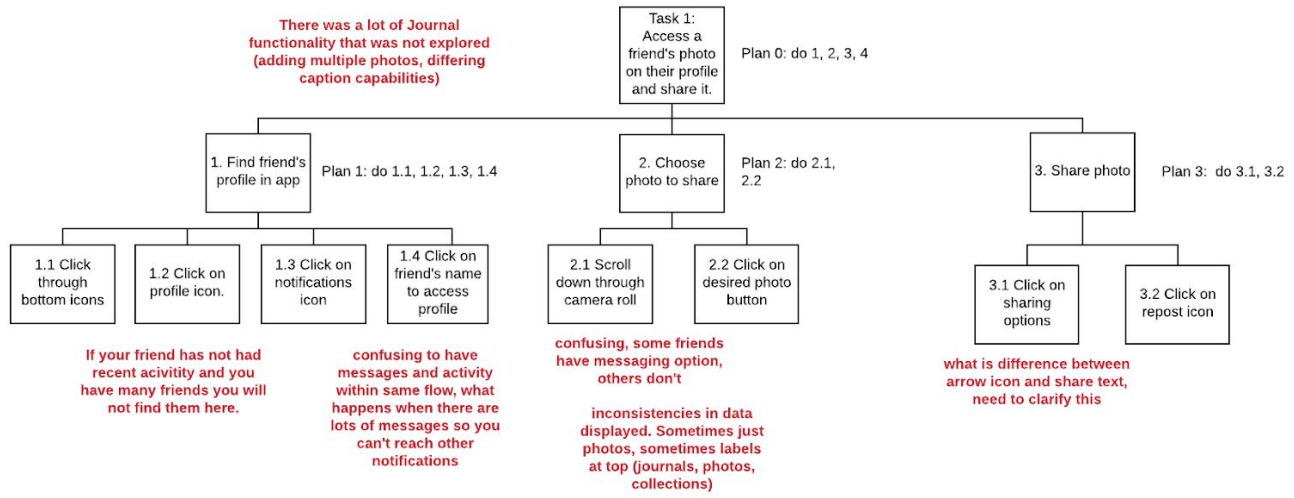 There was a lot of Journal
functionality that was not explored
(adding multiple photos, differing
caption capabilities)
Task 1:
Access a
friend's photo
on their profile
and share it.
Plan 0: do 1, 2, 3, 4
1. Find friend's
profile in app
Plan 1: do 1.1, 1.2, 1.3, 1.4
2. Choose
photo to share
Plan 2: do 2.1,
2.2
3. Share photo
Plan 3:  do 3.1, 3.2
1.1 Click
through
bottom icons
1.2 Click on
profile icon.
1.3 Click on
notifications
icon
1.4 Click on
friend's name
to access
profile
2.1 Scroll
down through
camera roll
2.2 Click on
desired photo
button
3.1 Click on
sharing
options
3.2 Click on
repost icon
If your friend has not had
recent acivitiy and you
have many friends you will
not find them here.
confusing to have
messages and activity
within same flow, what
happens when there are
lots of messages so you
can't reach other
notifications
confusing, some friends
have messaging option,
others don't
inconsistencies in data
displayed. Sometimes just
photos, sometimes labels
at top (journals, photos,
collections)
what is difference between
arrow icon and share text,
need to clarify this